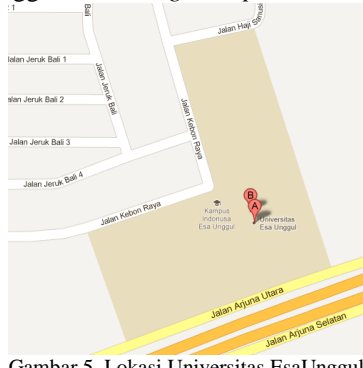 Bali
Jalan Haji Sanusi
Jalan Jeruk Bali 1
Jalan Jeruk Bali
Jalan Jeruk Bali 2
Jalan Kebon Raya
Jalan Jeruk Bali 3
Jalan Jeruk Bali 4
B
A
Kampus
Indonusa
Esa Unggul
Universitas
Esa Unggul
Jalan Kebon Raya
Jalan Arjuna Utara
Jalan Arjuna Selatan
Gambar 5. Lokasi Universitas EsaUnggul